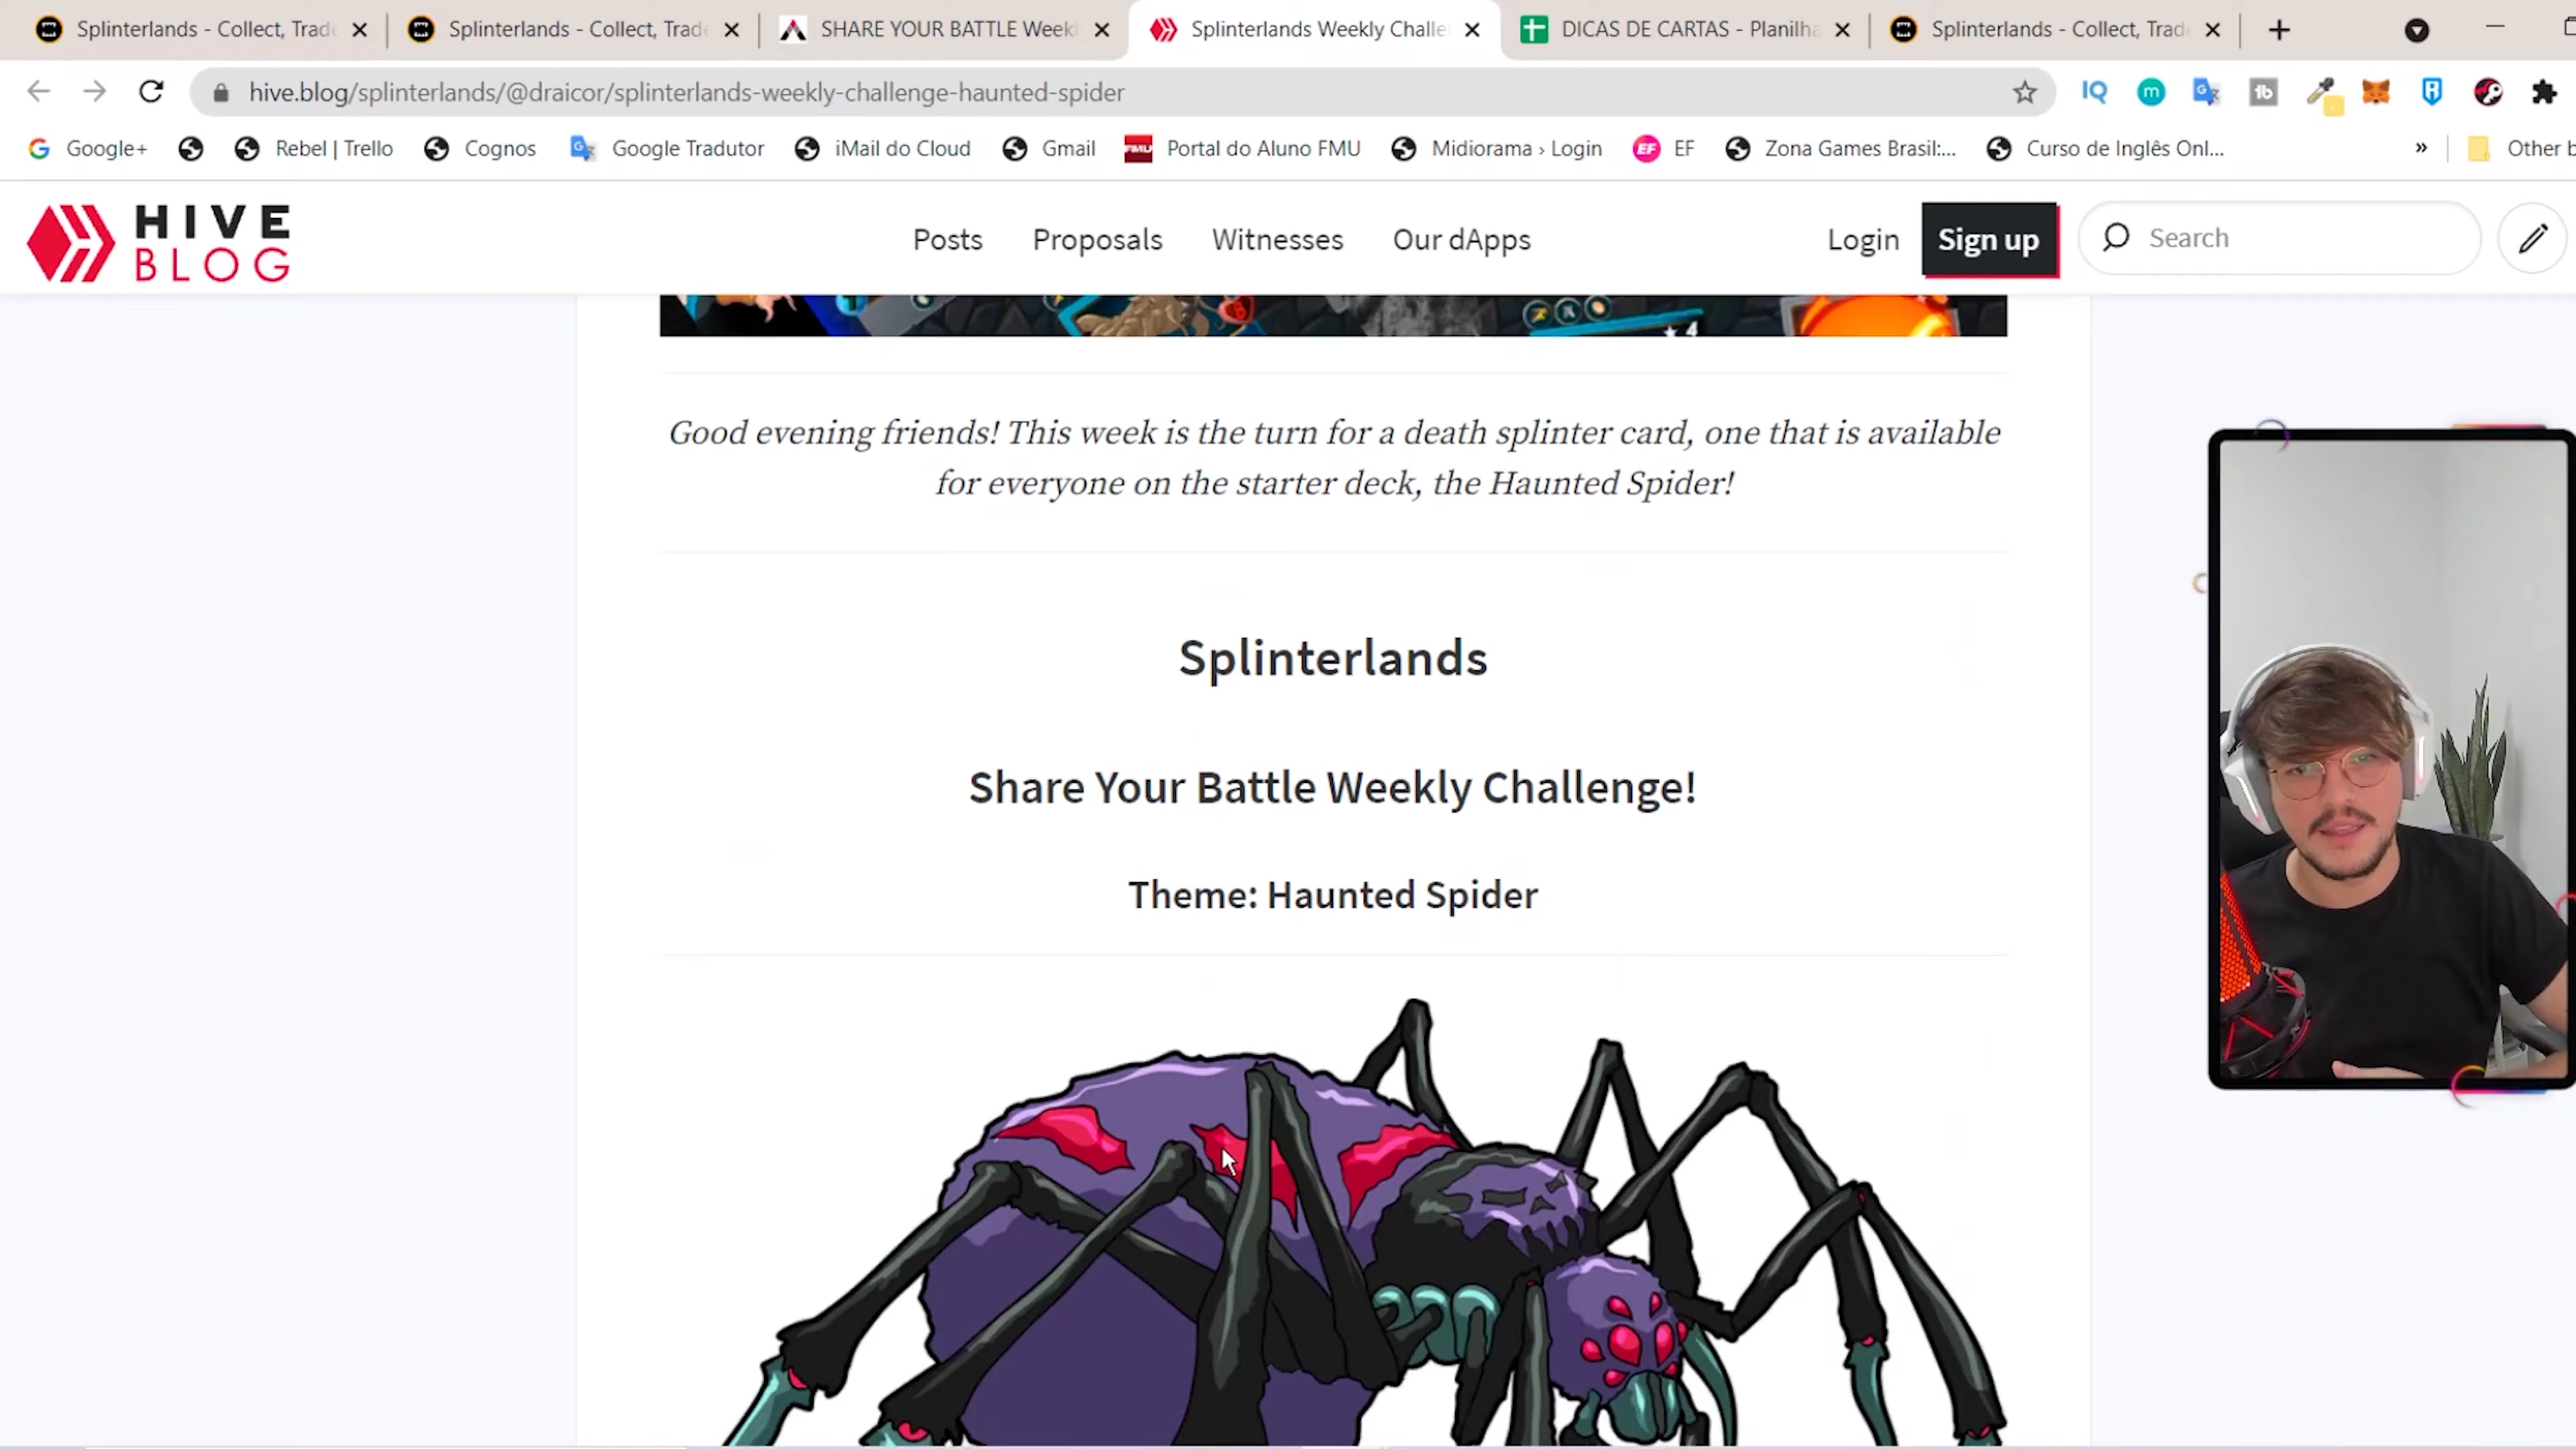 Splinterlands - Collect, Trade
Splinterlands - Collect, Trad
SHARE YOUR BATTLE Weekl
Splinterlands Weekly Challe
DICAS DE CARTAS - Planilha
Splinterlands - Collect, Trad
hive.blog/splinterlands/@draicor/splinterlands-weekly-challenge-haunted-spider
Google+
Rebel | Trello
Cognos
Google Tradutor
iMail do Cloud
Gmail
FMU
Portal do Aluno FMU
Midiorama › Login
EF
EF
Zona Games Brasil:...
Curso de Inglês Onl...
»
Other b
HIVE
BLOG
Posts
Proposals
Witnesses
Our dApps
Login
Sign up
Search
4
Good evening friends! This week is the turn for a death splinter card, one that is available
for everyone on the starter deck, the Haunted Spider!
Splinterlands
Share Your Battle Weekly Challenge!
Theme: Haunted Spider